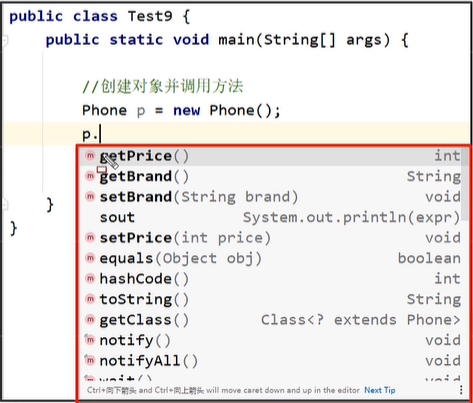 public class Test9 {
public static void main(String[] args) {
//创建对象并调用方法
Phone p = new Phone();
p.
getPrice() int
getBrand() String
setBrand(String brand) void
sout System.out.println(expr)
setPrice(int price) void
equals(Object obj) boolean
hashCode() int
toString() String
getClass() Class<? extends Phone>
notify() void
notifyAll() void
wait() void
Ctrl+向下箭头 and Ctrl+向上箭头 will move caret down and up in the editor Next Tip
}
}